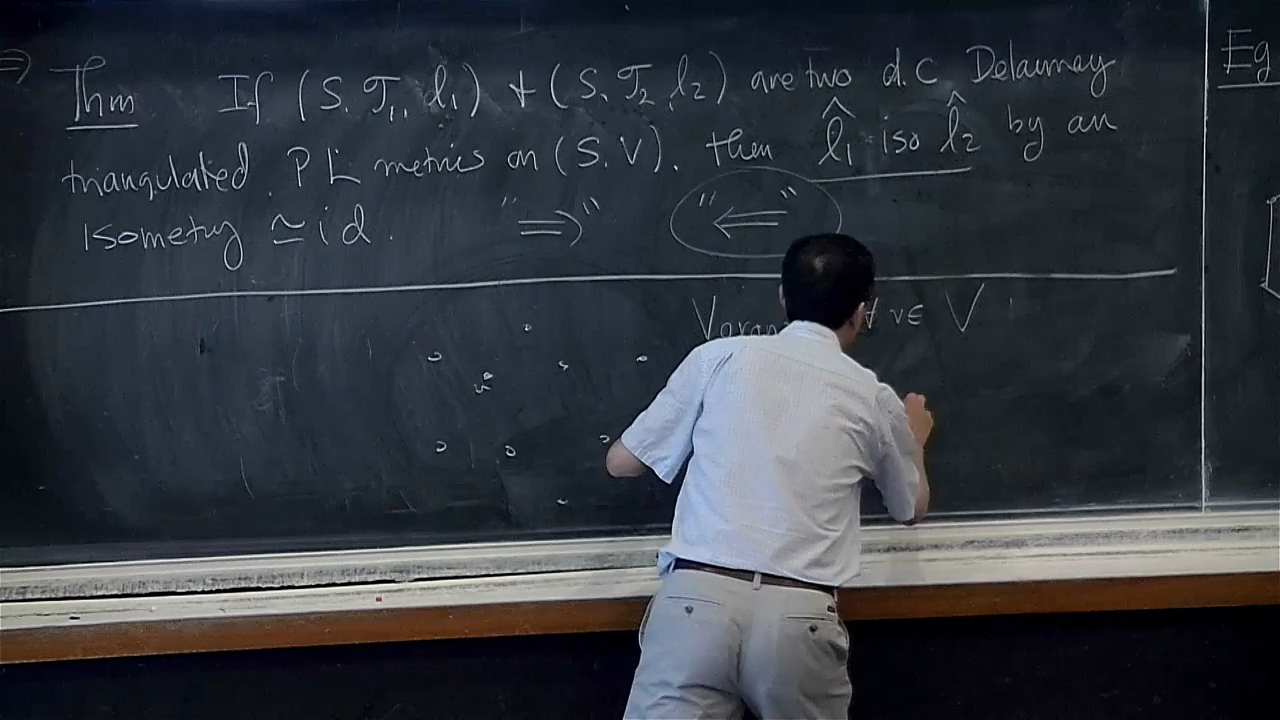 ⇒ Thm If (S, 𝒯₁, l₁) + (S, 𝒯₂, l₂) are two d.c Delaunay
triangulated PL metrics on (S, V). then l̂₁ iso l̂₂ by an
isometry ≃ id. "⇒" "⇐"
∀ v ∈ V
v
Eg